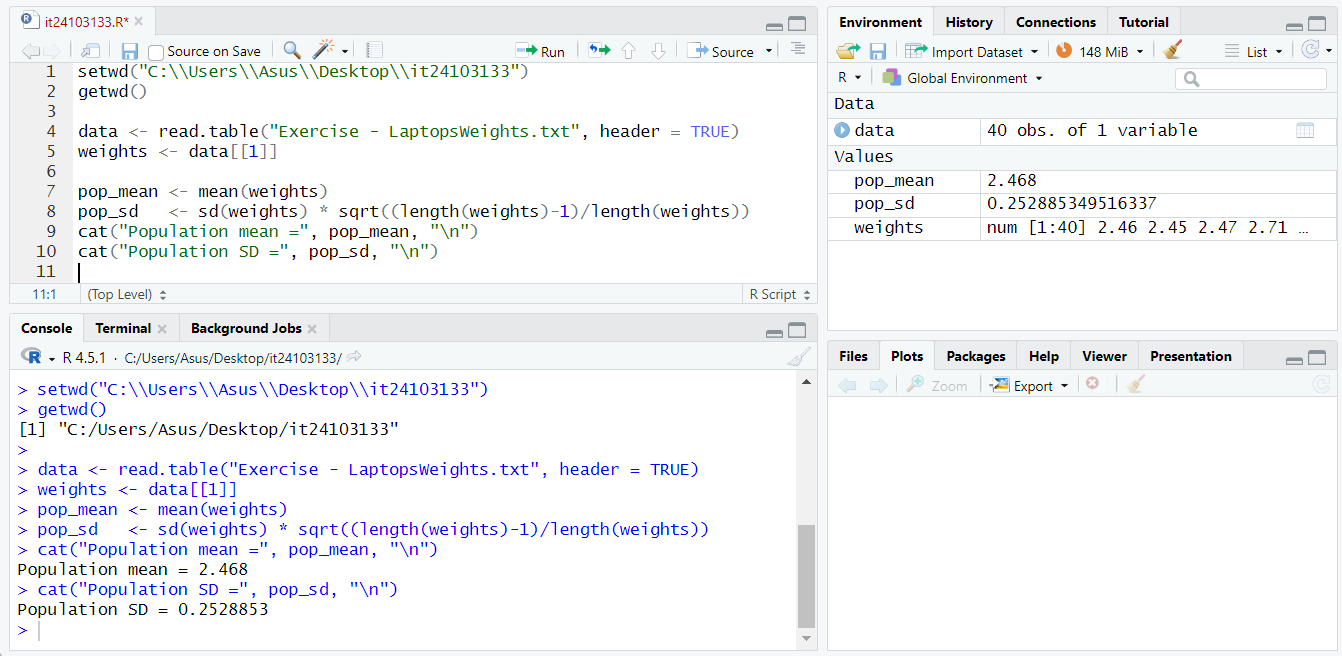 it24103133.R*
Source on Save
Run
Source
1 setwd("C:\\Users\\Asus\\Desktop\\it24103133")
2 getwd()
3
4 data <- read.table("Exercise - LaptopsWeights.txt", header = TRUE)
5 weights <- data[[1]]
6
7 pop_mean <- mean(weights)
8 pop_sd   <- sd(weights) * sqrt((length(weights)-1)/length(weights))
9 cat("Population mean =", pop_mean, "\n")
10 cat("Population SD =", pop_sd, "\n")
11
11:1 (Top Level) R Script
Console Terminal Background Jobs
R R 4.5.1 · C:/Users/Asus/Desktop/it24103133/
> setwd("C:\\Users\\Asus\\Desktop\\it24103133")
> getwd()
[1] "C:/Users/Asus/Desktop/it24103133"
>
> data <- read.table("Exercise - LaptopsWeights.txt", header = TRUE)
> weights <- data[[1]]
> pop_mean <- mean(weights)
> pop_sd   <- sd(weights) * sqrt((length(weights)-1)/length(weights))
> cat("Population mean =", pop_mean, "\n")
Population mean = 2.468
> cat("Population SD =", pop_sd, "\n")
Population SD = 0.2528853
>
Environment History Connections Tutorial
Import Dataset 148 MiB List
R Global Environment
Data
data 40 obs. of 1 variable
Values
pop_mean 2.468
pop_sd 0.252885349516337
weights num [1:40] 2.46 2.45 2.47 2.71 …
Files Plots Packages Help Viewer Presentation
Zoom Export